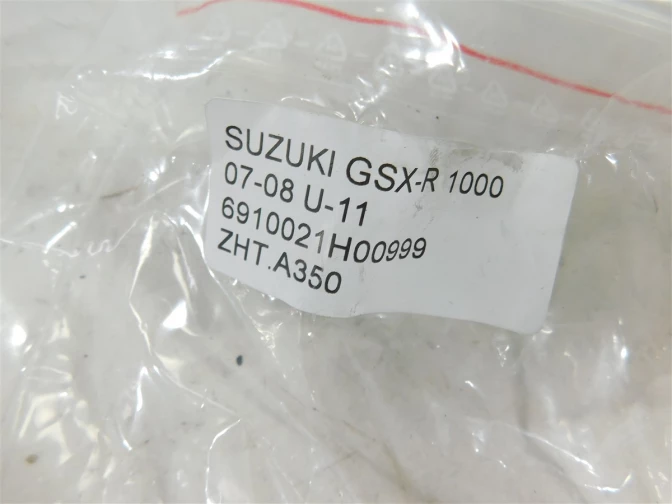 SUZUKI GSX-R 1000
07-08 U-11
6910021H00999
ZHT.A350